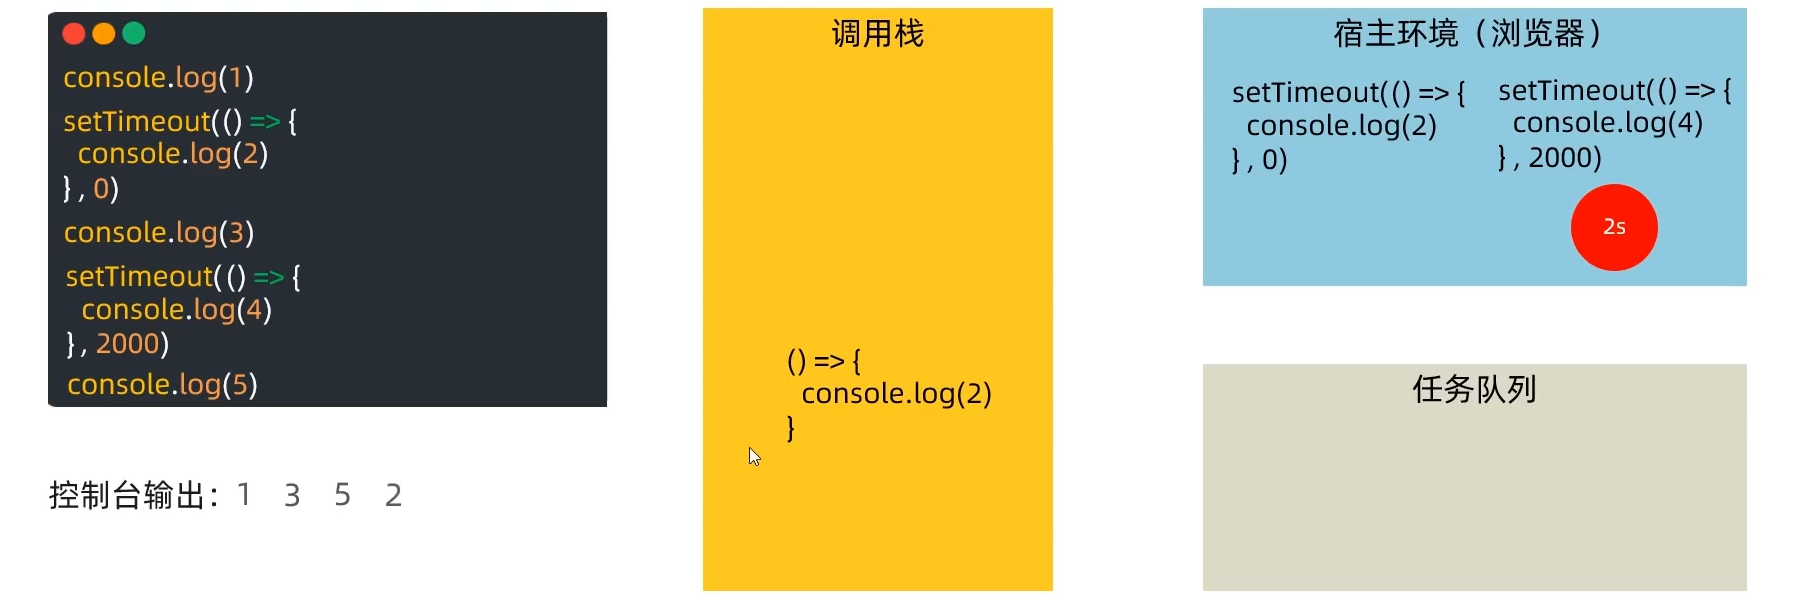 console.log(1)
setTimeout(() => {
console.log(2)
} , 0)
console.log(3)
setTimeout(() => {
console.log(4)
} , 2000)
console.log(5)
控制台输出：1 3 5 2
调用栈
() => {
console.log(2)
}
宿主环境（浏览器）
setTimeout(() => {
console.log(2)
} , 0)
setTimeout(() => {
console.log(4)
} , 2000)
2s
任务队列